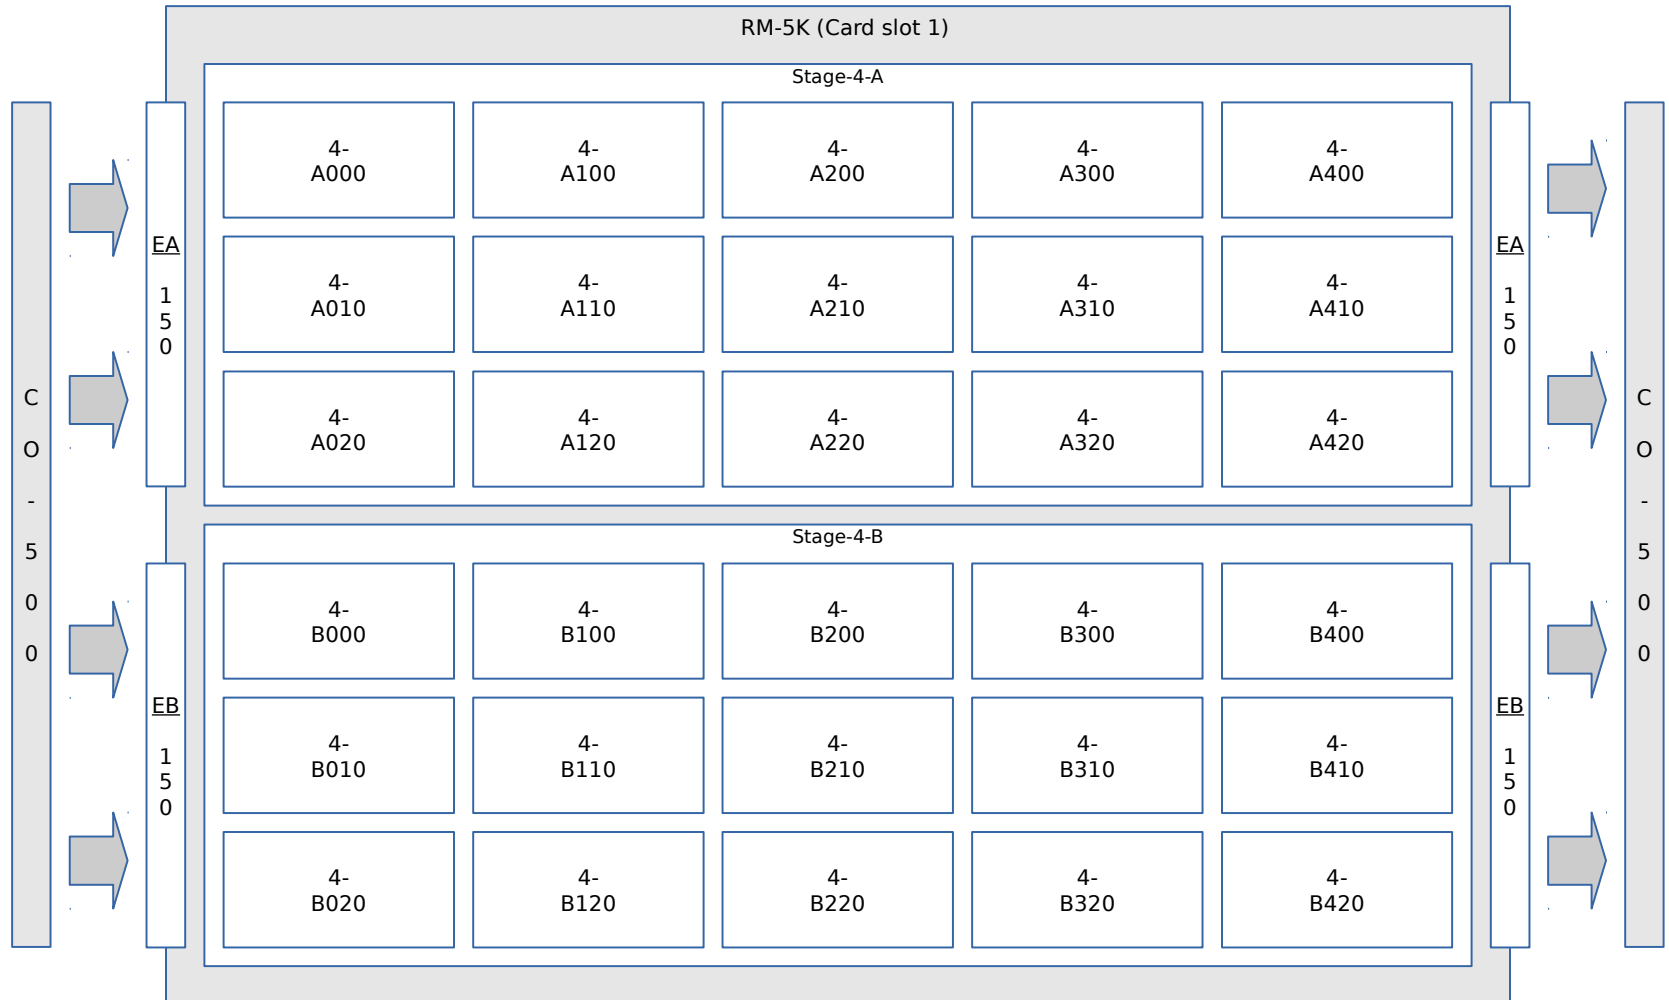 RM-5K (Card slot 1)
Stage-4-A
4-
A000
4-
A100
4-
A200
4-
A300
4-
A400
4-
A010
4-
A110
4-
A210
4-
A310
4-
A410
4-
A020
4-
A120
4-
A220
4-
A320
4-
A420
Stage-4-B
4-
B000
4-
B100
4-
B200
4-
B300
4-
B400
4-
B010
4-
B110
4-
B210
4-
B310
4-
B410
4-
B020
4-
B120
4-
B220
4-
B320
4-
B420
C
O
-
5
0
0
EA
1
5
0
EB
1
5
0
EA
1
5
0
EB
1
5
0
C
O
-
5
0
0